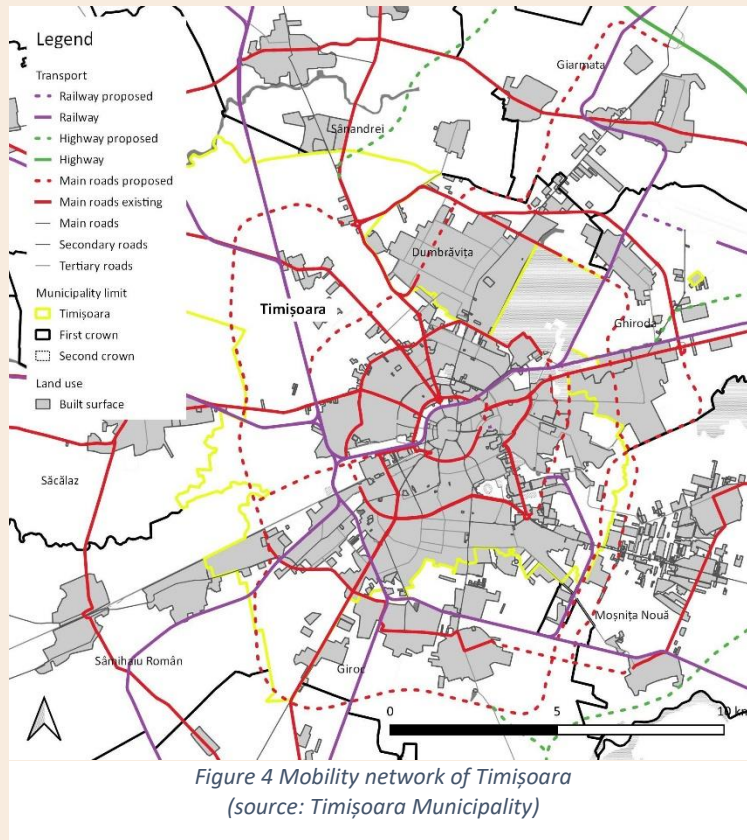 Legend
Transport
Railway proposed
Railway
Highway proposed
Highway
Main roads proposed
Main roads existing
Main roads
Secondary roads
Tertiary roads
Municipality limit
Timișoara
First crown
Second crown
Land use
Built surface
Giarmata
Sânandrei
Dumbrăvița
Timișoara
Ghiroda
Săcălaz
Moșnița Nouă
Sâmihaiu Român
Giroc
0 5 10 km
Figure 4 Mobility network of Timișoara
(source: Timișoara Municipality)